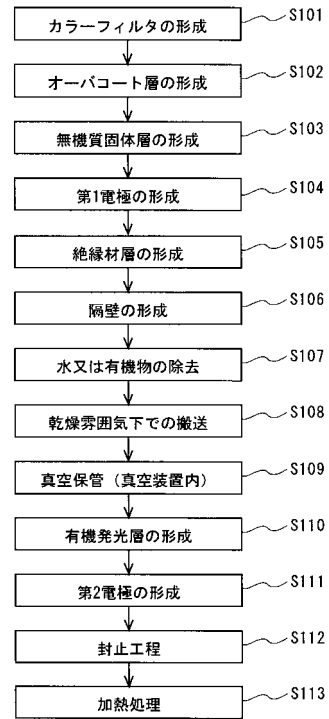 カラーフィルタの形成 S101
オーバコート層の形成 S102
無機質固体層の形成 S103
第1電極の形成 S104
絶縁材層の形成 S105
隔壁の形成 S106
水又は有機物の除去 S107
乾燥雰囲気下での搬送 S108
真空保管（真空装置内） S109
有機発光層の形成 S110
第2電極の形成 S111
封止工程 S112
加熱処理 S113